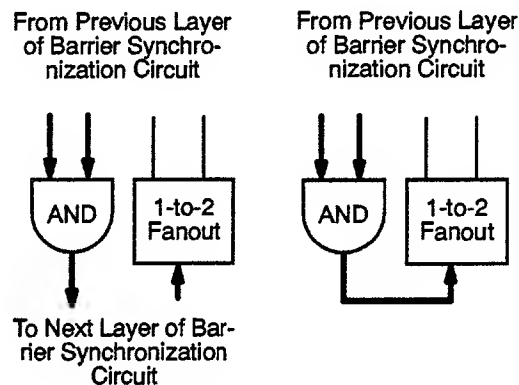 From Previous Layer
of Barrier Synchro-
nization Circuit
AND
1-to-2
Fanout
To Next Layer of Bar-
rier Synchronization
Circuit
From Previous Layer
of Barrier Synchro-
nization Circuit
AND
1-to-2
Fanout